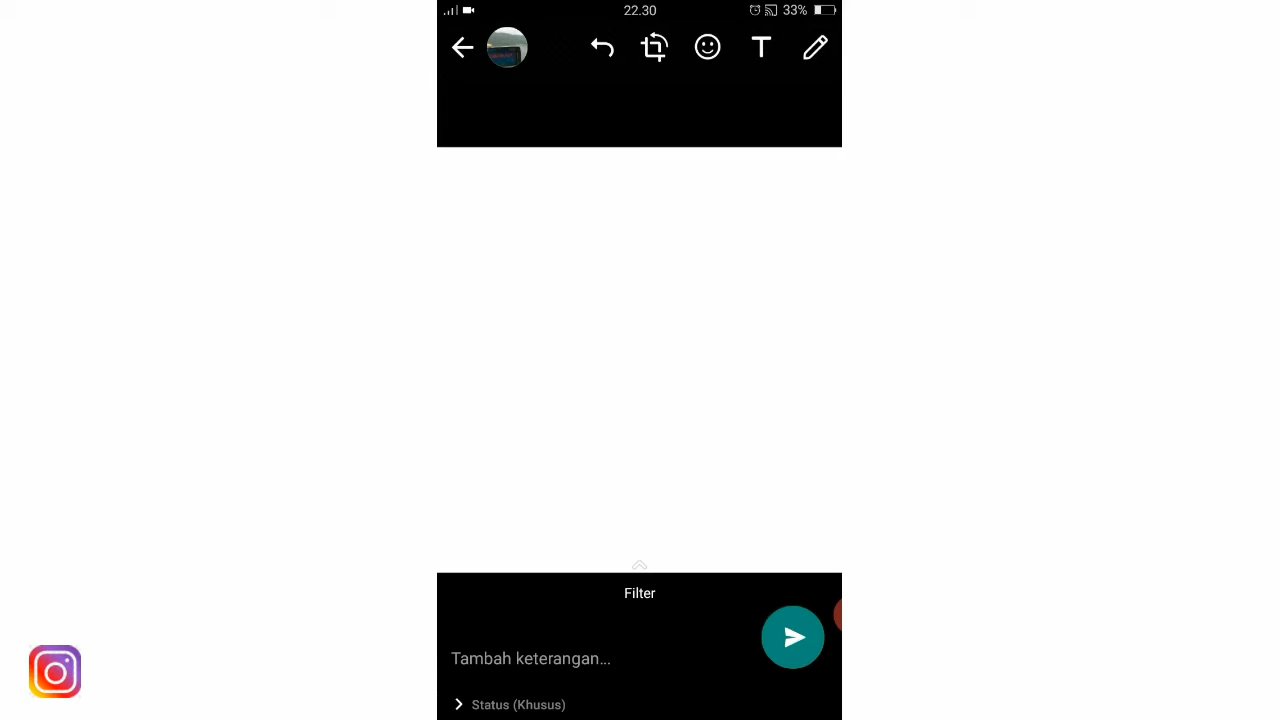 22.30
33%
T
Filter
Tambah keterangan...
Status (Khusus)